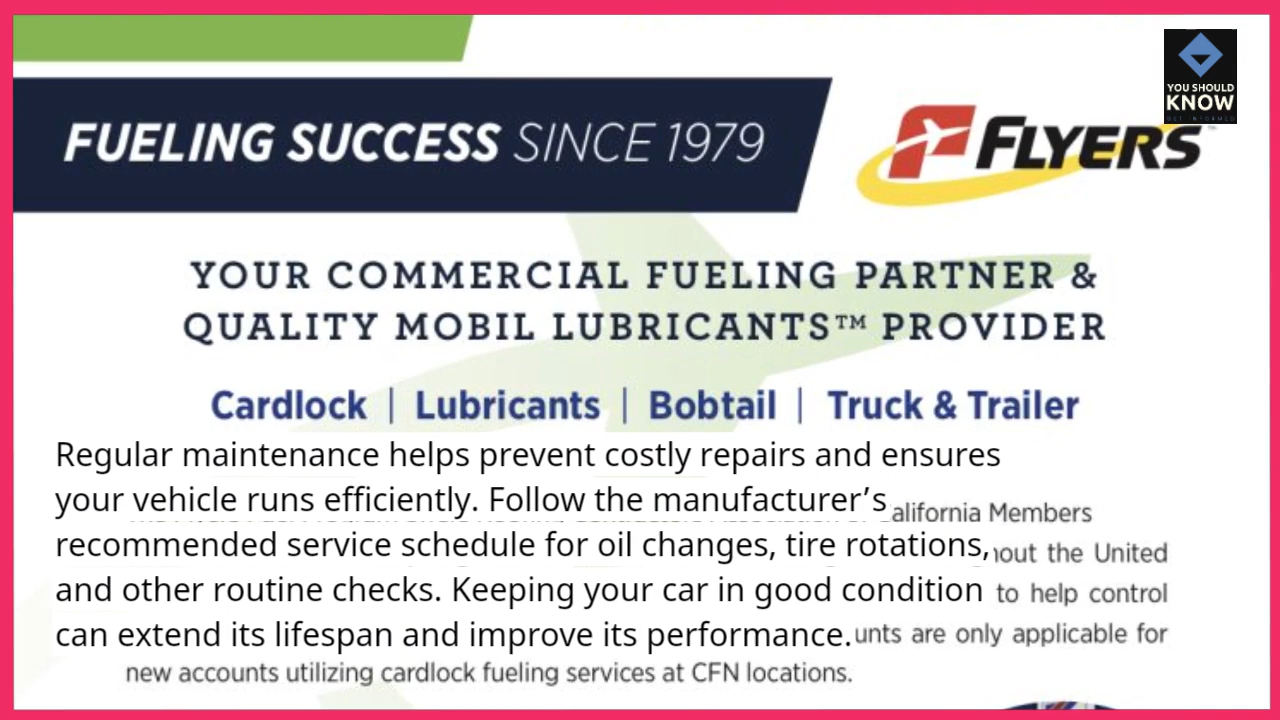 YOU SHOULD
KNOW
GET INFORMED
FUELING SUCCESS SINCE 1979
FLYERS™
YOUR COMMERCIAL FUELING PARTNER &
QUALITY MOBIL LUBRICANTS™ PROVIDER
Cardlock | Lubricants | Bobtail | Truck & Trailer
Regular maintenance helps prevent costly repairs and ensures
your vehicle runs efficiently. Follow the manufacturer’s
alifornia Members
recommended service schedule for oil changes, tire rotations,
the United
and other routine checks. Keeping your car in good condition
to help control
can extend its lifespan and improve its performance.
unts are only applicable for
new accounts utilizing cardlock fueling services at CFN locations.